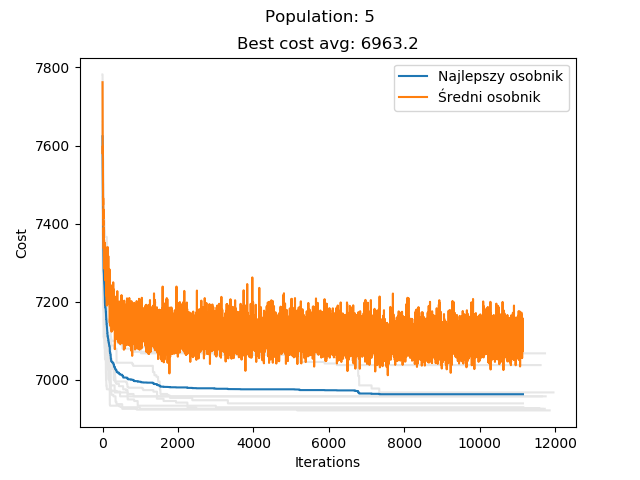 Population: 5
Best cost avg: 6963.2
Najlepszy osobnik
Średni osobnik
7800
7600
7400
7200
7000
Cost
0
2000
4000
6000
8000
10000
12000
Iterations